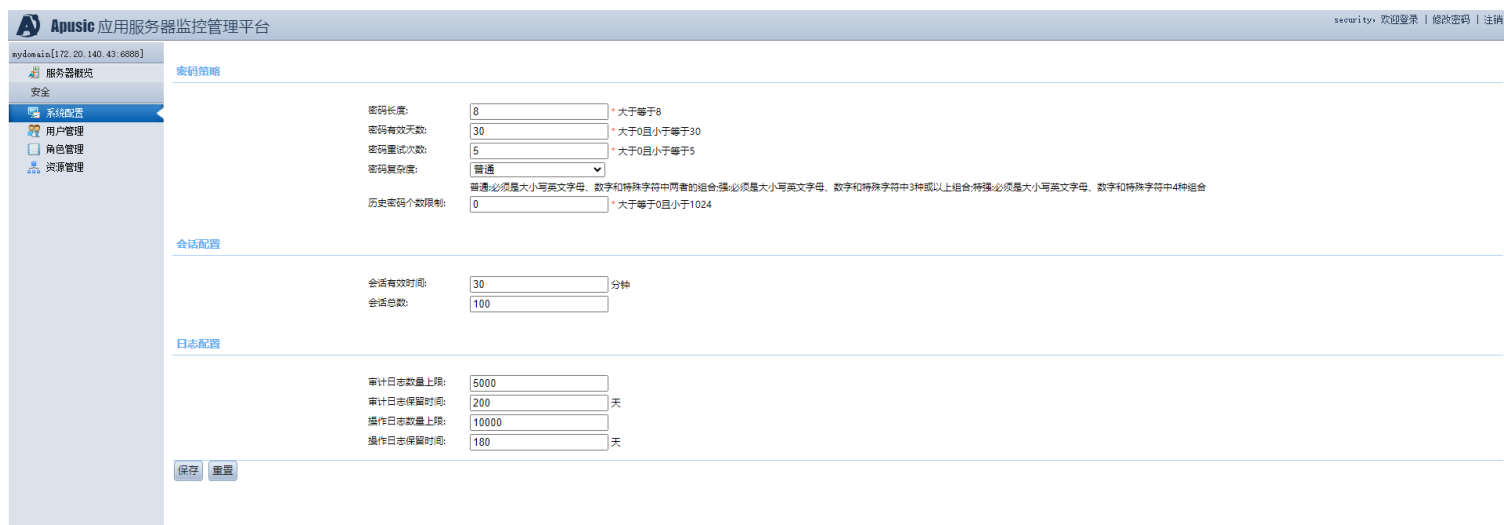 Apusic 应用服务器监控管理平台
security，欢迎登录 | 修改密码 | 注销
mydomain[172.20.140.43:6888]
服务器概览
安全
系统配置
用户管理
角色管理
资源管理
密码策略
密码长度: 8 * 大于等于8
密码有效天数: 30 * 大于0且小于等于30
密码重试次数: 5 * 大于0且小于等于5
密码复杂度: 普通
普通:必须是大小写英文字母、数字和特殊字符中两者的组合;强:必须是大小写英文字母、数字和特殊字符中3种或以上组合;特强:必须是大小写英文字母、数字和特殊字符中4种组合
历史密码个数限制: 0 * 大于等于0且小于1024
会话配置
会话有效时间: 30 分钟
会话总数: 100
日志配置
审计日志数量上限: 5000
审计日志保留时间: 200 天
操作日志数量上限: 10000
操作日志保留时间: 180 天
保存 重置